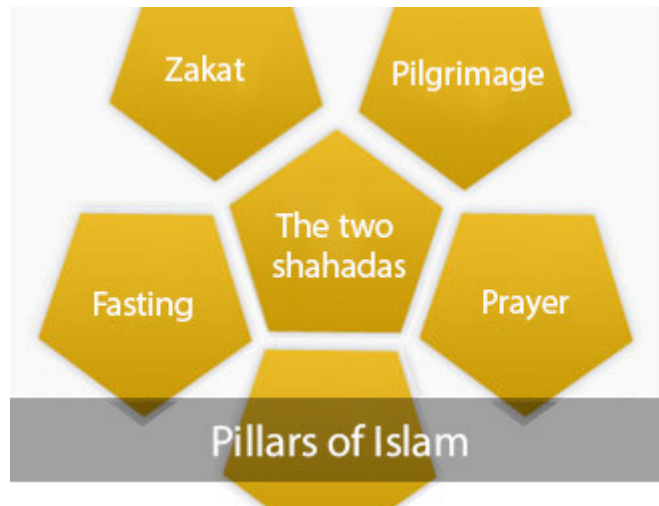 Zakat
Pilgrimage
The two
shahadas
Fasting
Prayer
Pillars of Islam